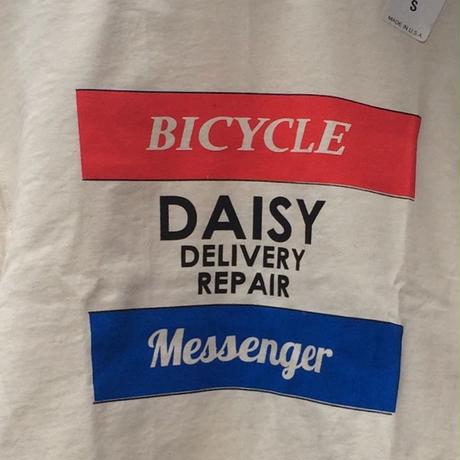 S
MADE IN U.S.A.
BICYCLE
DAISY
DELIVERY
REPAIR
Messenger